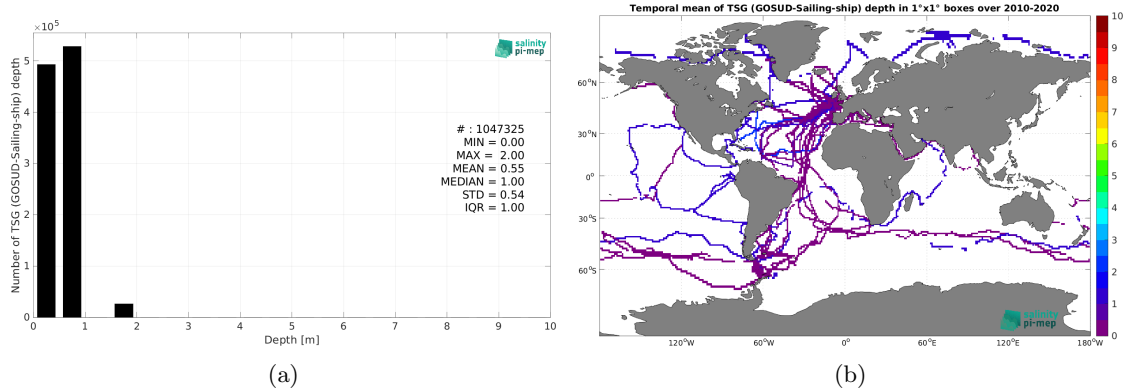 ×10⁵
5
4
3
2
1
0
Number of TSG (GOSUD-Sailing-ship) depth
salinity
pi-mep
# : 1047325
MIN = 0.00
MAX = 2.00
MEAN = 0.55
MEDIAN = 1.00
STD = 0.54
IQR = 1.00
0 1 2 3 4 5 6 7 8 9 10
Depth [m]
(a)
Temporal mean of TSG (GOSUD-Sailing-ship) depth in 1°x1° boxes over 2010-2020
60°N
30°N
0°
30°S
60°S
120°W 60°W 0° 60°E 120°E 180°W
salinity
pi-mep
10
9
8
7
6
5
4
3
2
1
0
(b)